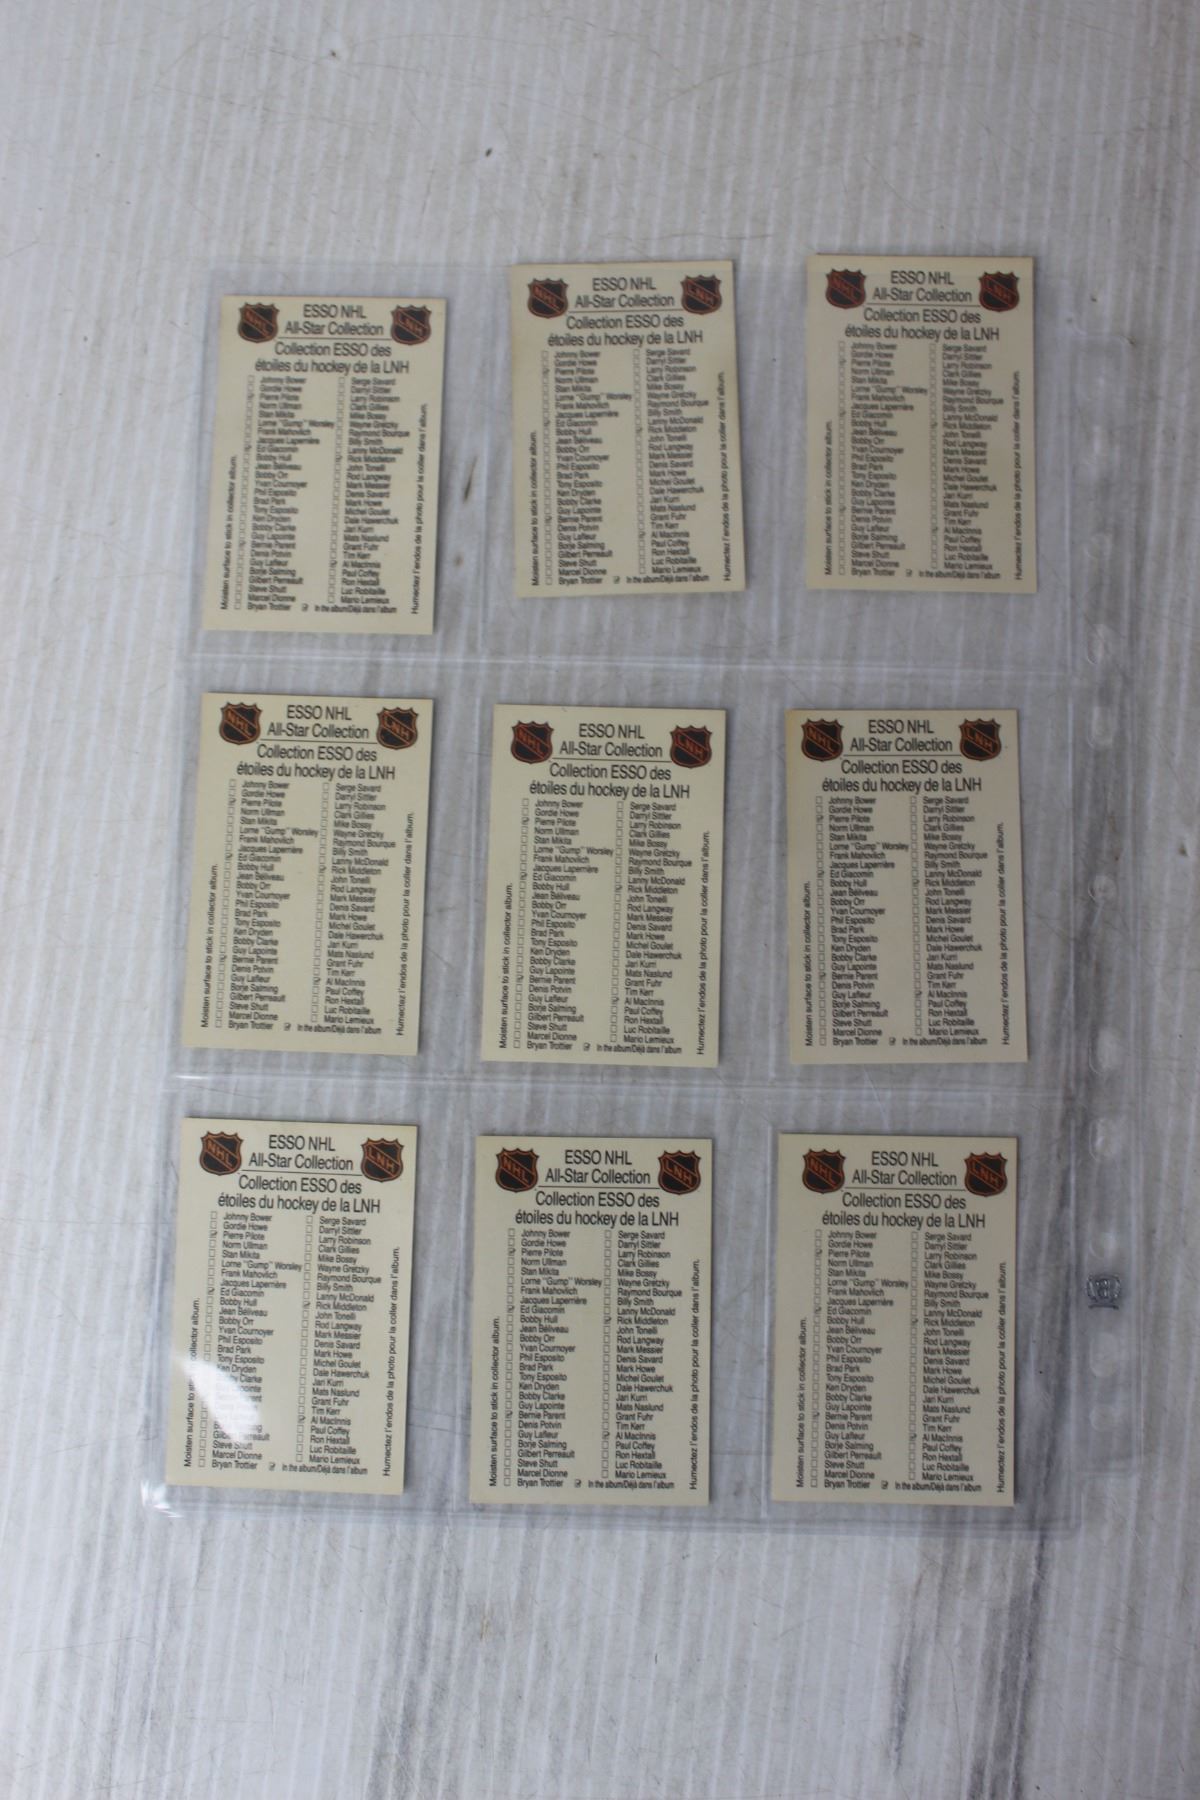 NHL
ESSO NHL
All-Star Collection
LNH
Collection ESSO des
étoiles du hockey de la LNH
Johnny Bower
Gordie Howe
Pierre Pilote
Norm Ullman
Stan Mikita
Lorne "Gump" Worsley
Frank Mahovlich
Jacques Laperrière
Ed Giacomin
Bobby Hull
Jean Béliveau
Bobby Orr
Yvan Cournoyer
Phil Esposito
Brad Park
Tony Esposito
Ken Dryden
Bobby Clarke
Guy Lapointe
Bernie Parent
Denis Potvin
Guy Lafleur
Borje Salming
Gilbert Perreault
Steve Shutt
Marcel Dionne
Bryan Trottier
Serge Savard
Darryl Sittler
Larry Robinson
Clark Gillies
Mike Bossy
Wayne Gretzky
Raymond Bourque
Billy Smith
Lanny McDonald
Rick Middleton
John Tonelli
Rod Langway
Mark Messier
Denis Savard
Mark Howe
Michel Goulet
Dale Hawerchuk
Jari Kurri
Mats Naslund
Grant Fuhr
Tim Kerr
Al MacInnis
Paul Coffey
Ron Hextall
Luc Robitaille
Mario Lemieux
In the album/Déjà dans l'album
Moisten surface to stick in collector album.
Humectez l'endos de la photo pour la coller dans l'album.